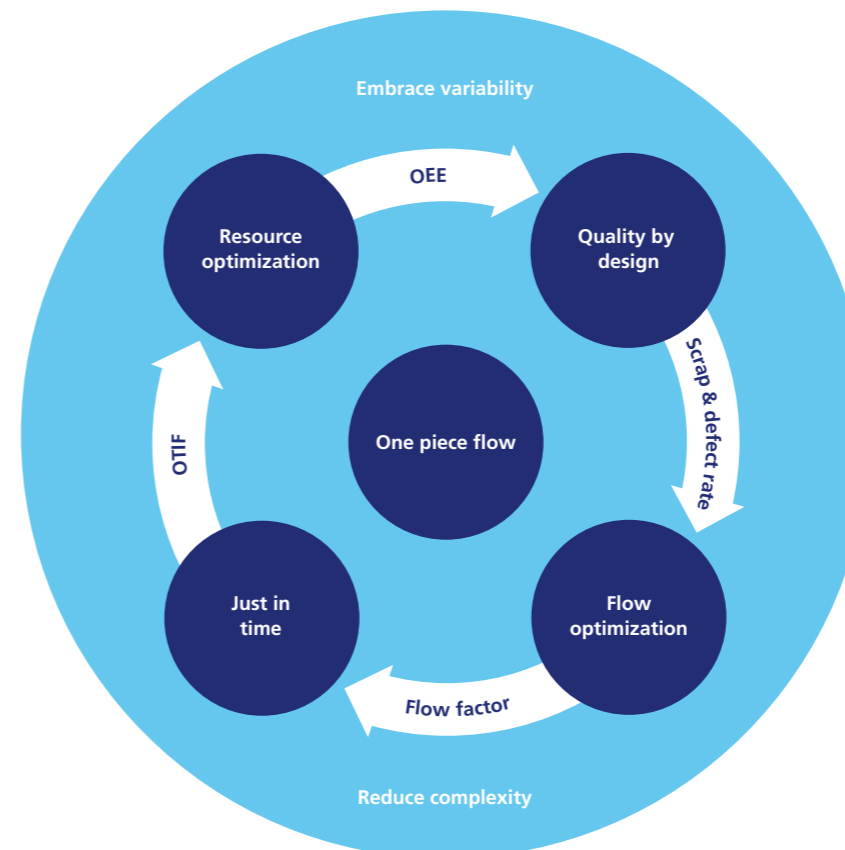 Embrace variability
OEE
Resource
optimization
Quality by
design
Scrap & defect rate
One piece flow
OTIF
Just in
time
Flow
optimization
Flow factor
Reduce complexity